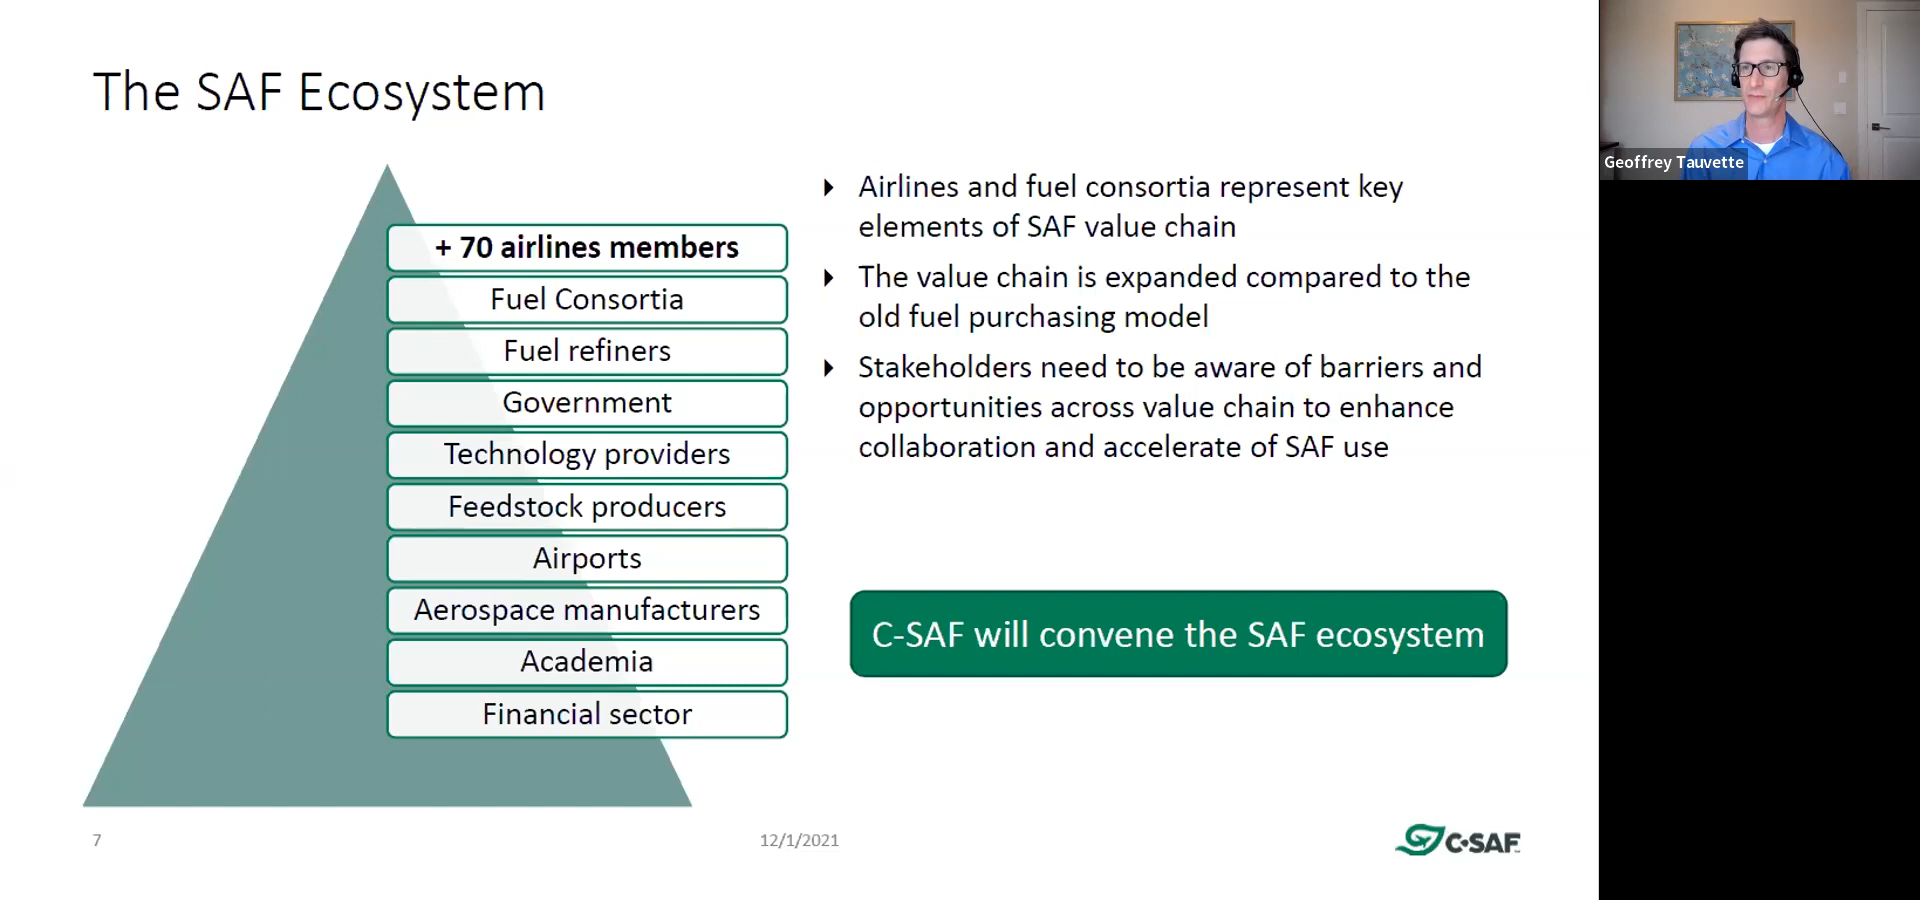 The SAF Ecosystem
+ 70 airlines members
Fuel Consortia
Fuel refiners
Government
Technology providers
Feedstock producers
Airports
Aerospace manufacturers
Academia
Financial sector
Airlines and fuel consortia represent key
elements of SAF value chain
The value chain is expanded compared to the
old fuel purchasing model
Stakeholders need to be aware of barriers and
opportunities across value chain to enhance
collaboration and accelerate of SAF use
C-SAF will convene the SAF ecosystem
7
12/1/2021
C-SAF
Geoffrey Tauvette